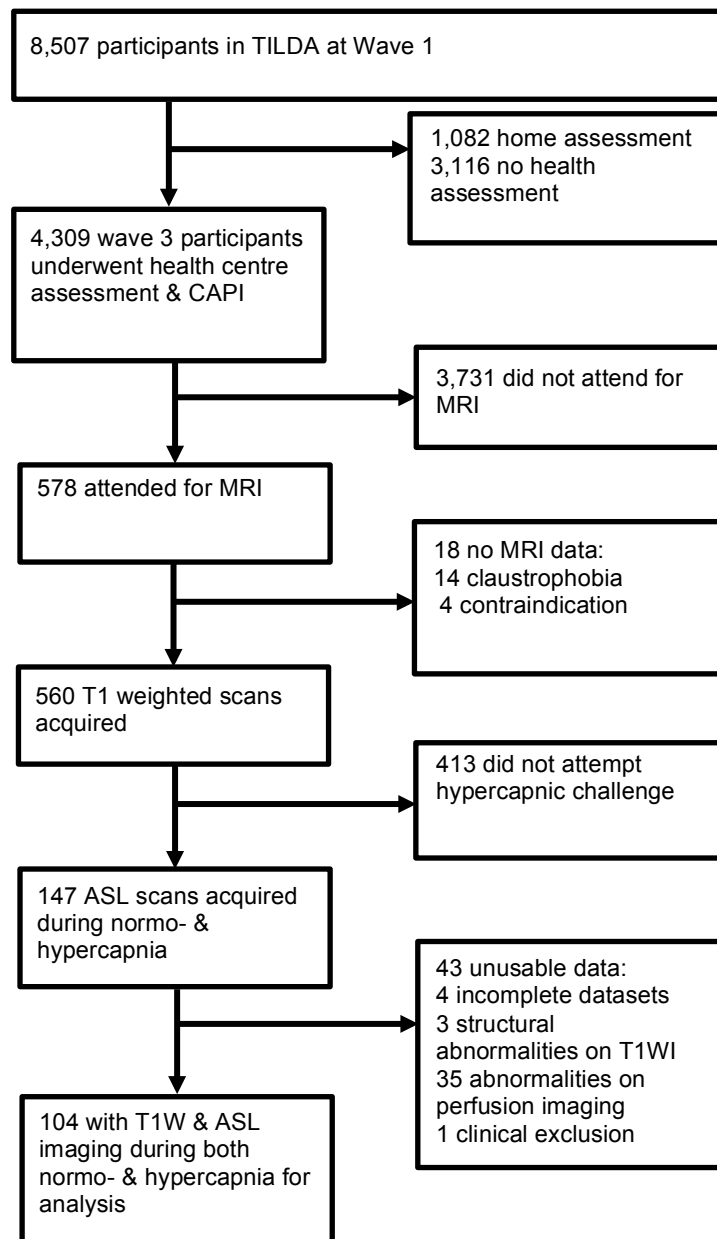 8,507 participants in TILDA at Wave 1
1,082 home assessment
3,116 no health
assessment
4,309 wave 3 participants
underwent health centre
assessment & CAPI
3,731 did not attend for
MRI
578 attended for MRI
18 no MRI data:
14 claustrophobia
4 contraindication
560 T1 weighted scans
acquired
413 did not attempt
hypercapnic challenge
147 ASL scans acquired
during normo- &
hypercapnia
43 unusable data:
4 incomplete datasets
3 structural
abnormalities on T1WI
35 abnormalities on
perfusion imaging
1 clinical exclusion
104 with T1W & ASL
imaging during both
normo- & hypercapnia for
analysis